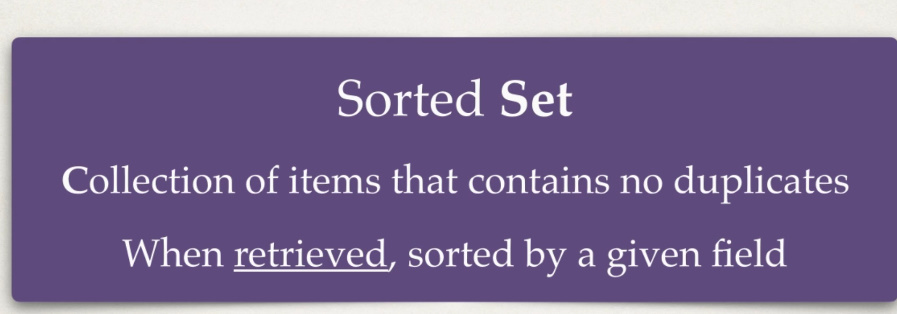 Sorted Set
Collection of items that contains no duplicates
When retrieved, sorted by a given field